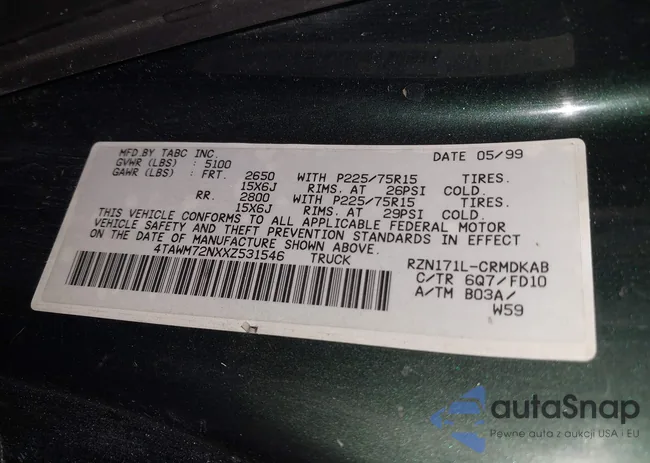 MFD BY TABC INC. DATE 05/99
GVWR (LBS) : 5100
GAWR (LBS) : FRT. 2650 WITH P225/75R15 TIRES.
15X6J RIMS. AT 26PSI COLD.
RR. 2800 WITH P225/75R15 TIRES.
15X6J RIMS. AT 29PSI COLD.
THIS VEHICLE CONFORMS TO ALL APPLICABLE FEDERAL MOTOR
VEHICLE SAFETY AND THEFT PREVENTION STANDARDS IN EFFECT
ON THE DATE OF MANUFACTURE SHOWN ABOVE.
4TAWM72NXXZ531546 TRUCK RZN171L-CRMDKAB
C/TR 6Q7/FD10
A/TM B03A/
W59
autaSnap
Pewne auta z aukcji USA i EU